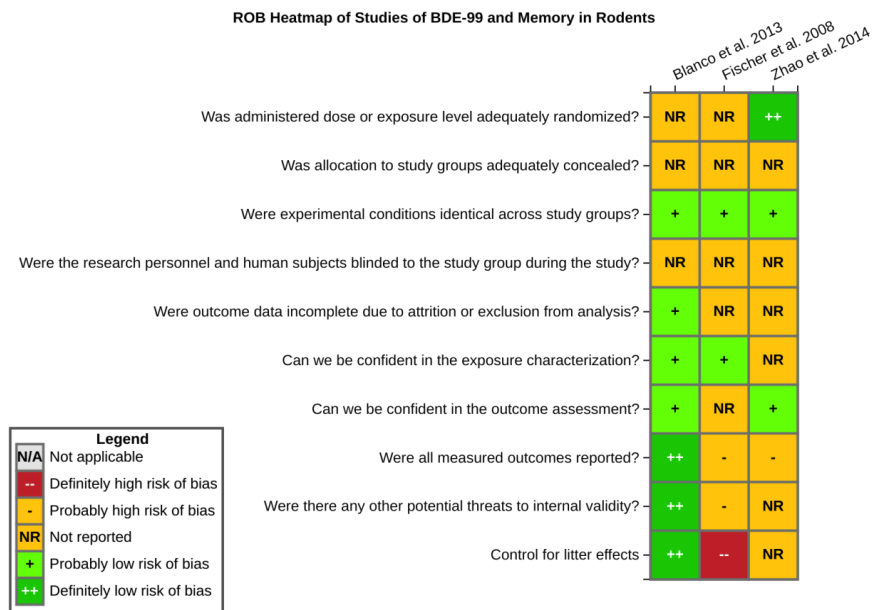 ROB Heatmap of Studies of BDE-99 and Memory in Rodents
Blanco et al. 2013
Fischer et al. 2008
Zhao et al. 2014
Was administered dose or exposure level adequately randomized? NR NR ++
Was allocation to study groups adequately concealed? NR NR NR
Were experimental conditions identical across study groups? + + +
Were the research personnel and human subjects blinded to the study group during the study? NR NR NR
Were outcome data incomplete due to attrition or exclusion from analysis? + NR NR
Can we be confident in the exposure characterization? + + NR
Can we be confident in the outcome assessment? + NR +
Were all measured outcomes reported? ++ - -
Were there any other potential threats to internal validity? ++ - NR
Control for litter effects ++ -- NR
Legend
N/A Not applicable
-- Definitely high risk of bias
- Probably high risk of bias
NR Not reported
+ Probably low risk of bias
++ Definitely low risk of bias